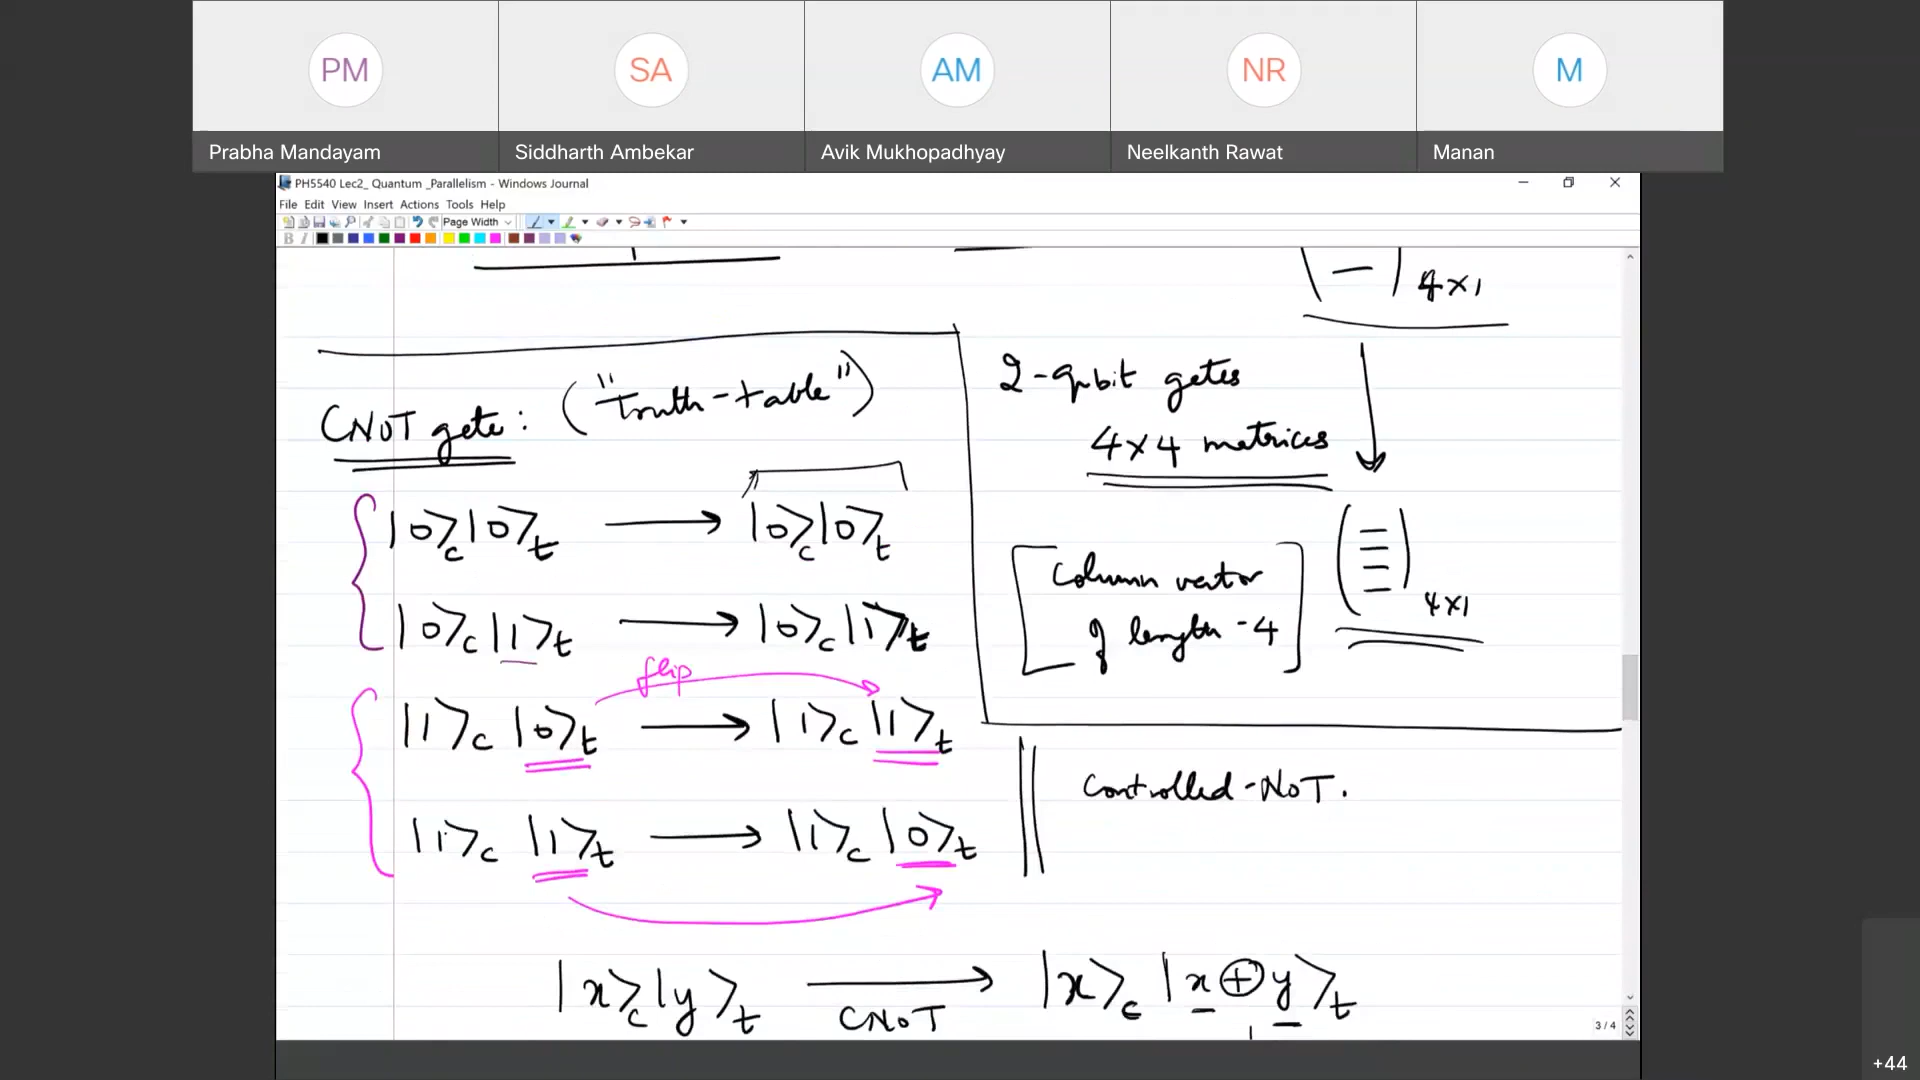 PM SA AM NR M
Prabha Mandayam Siddharth Ambekar Avik Mukhopadhyay Neelkanth Rawat Manan
PH5540 Lec2_ Quantum _Parallelism - Windows Journal
File Edit View Insert Actions Tools Help
Page Width
B I
( — ) 4×1
CNOT gate: ("Truth-table")
|0⟩c|0⟩t ⟶ |0⟩c|0⟩t
|0⟩c|1⟩t ⟶ |0⟩c|1⟩t
flip
|1⟩c|0⟩t ⟶ |1⟩c|1⟩t
|1⟩c|1⟩t ⟶ |1⟩c|0⟩t
2-qubit gates
4×4 matrices
[Column vector
of length-4]
4×1
Controlled-NOT.
|x⟩c|y⟩t ⟶ |x⟩c|x⊕y⟩t
CNOT
3 / 4
+44